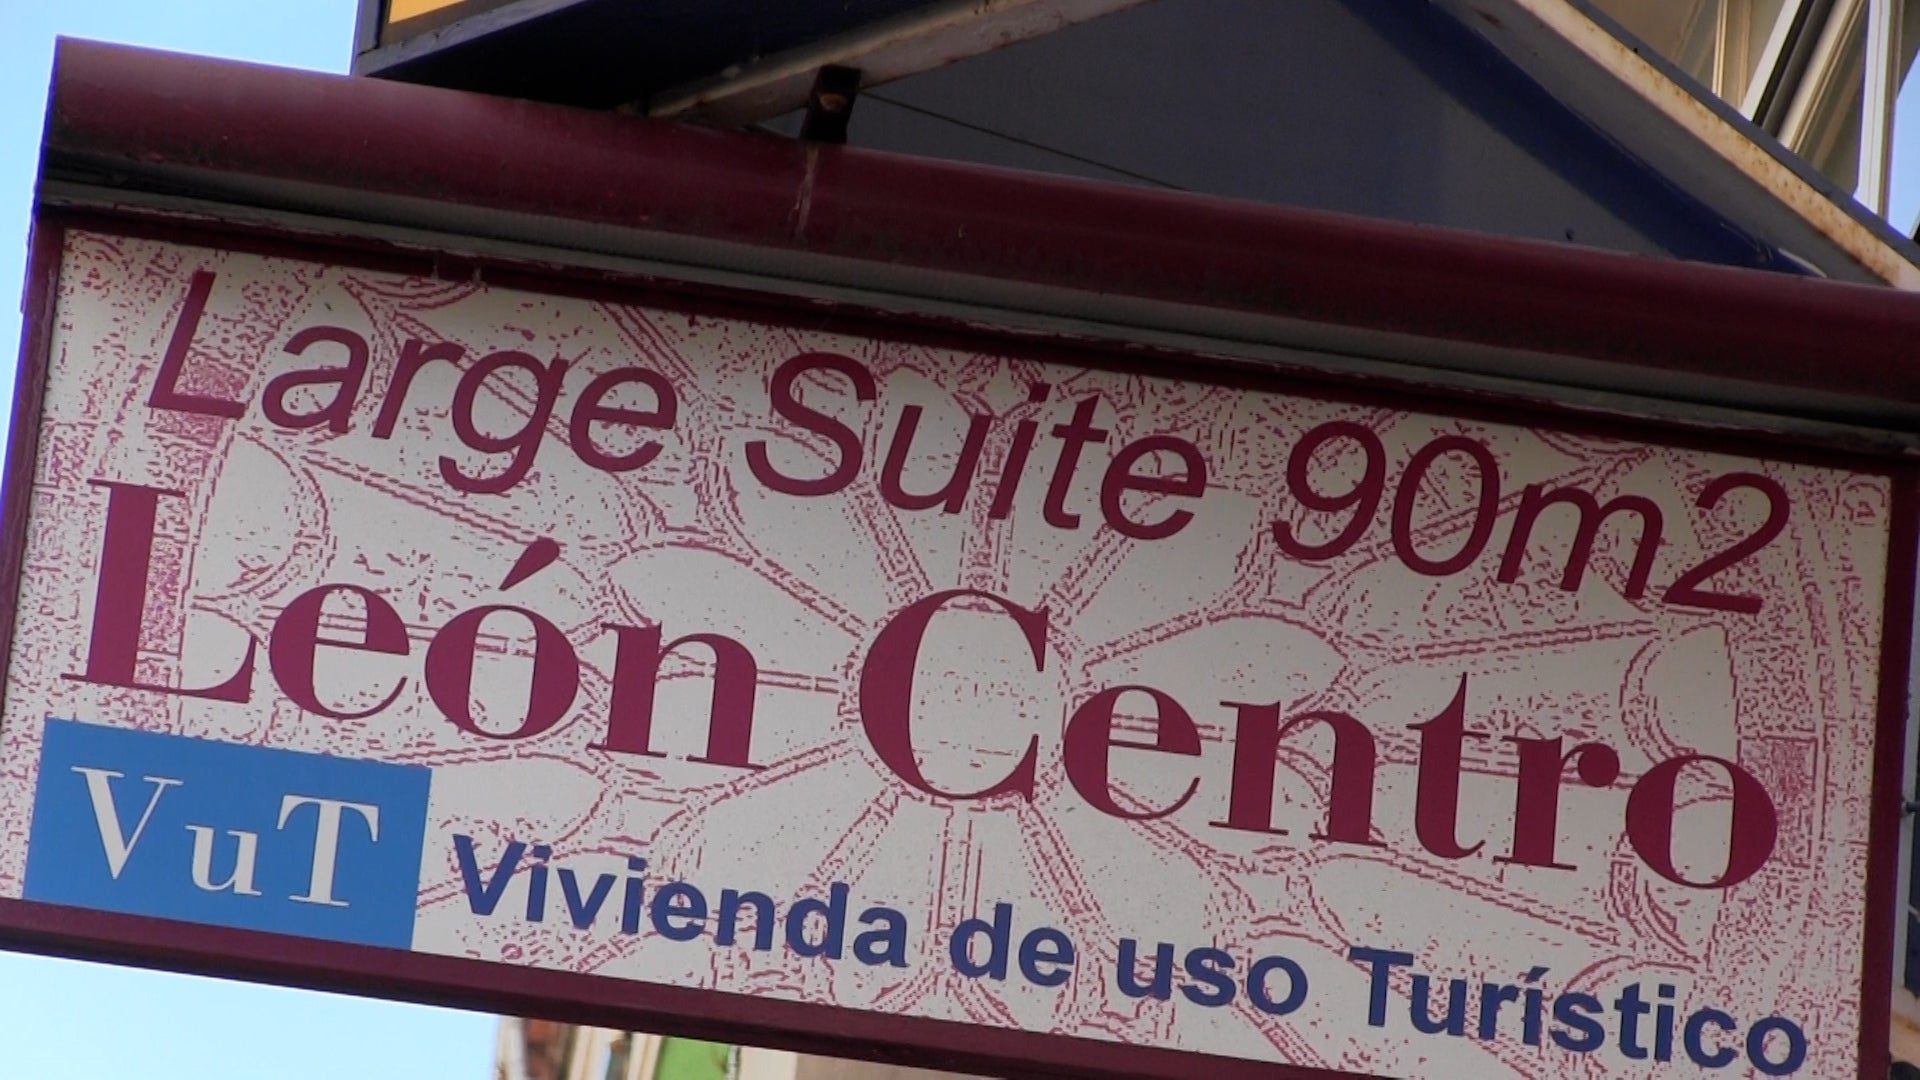 Large Suite 90m2
León Centro
VuT
Vivienda de uso Turístico